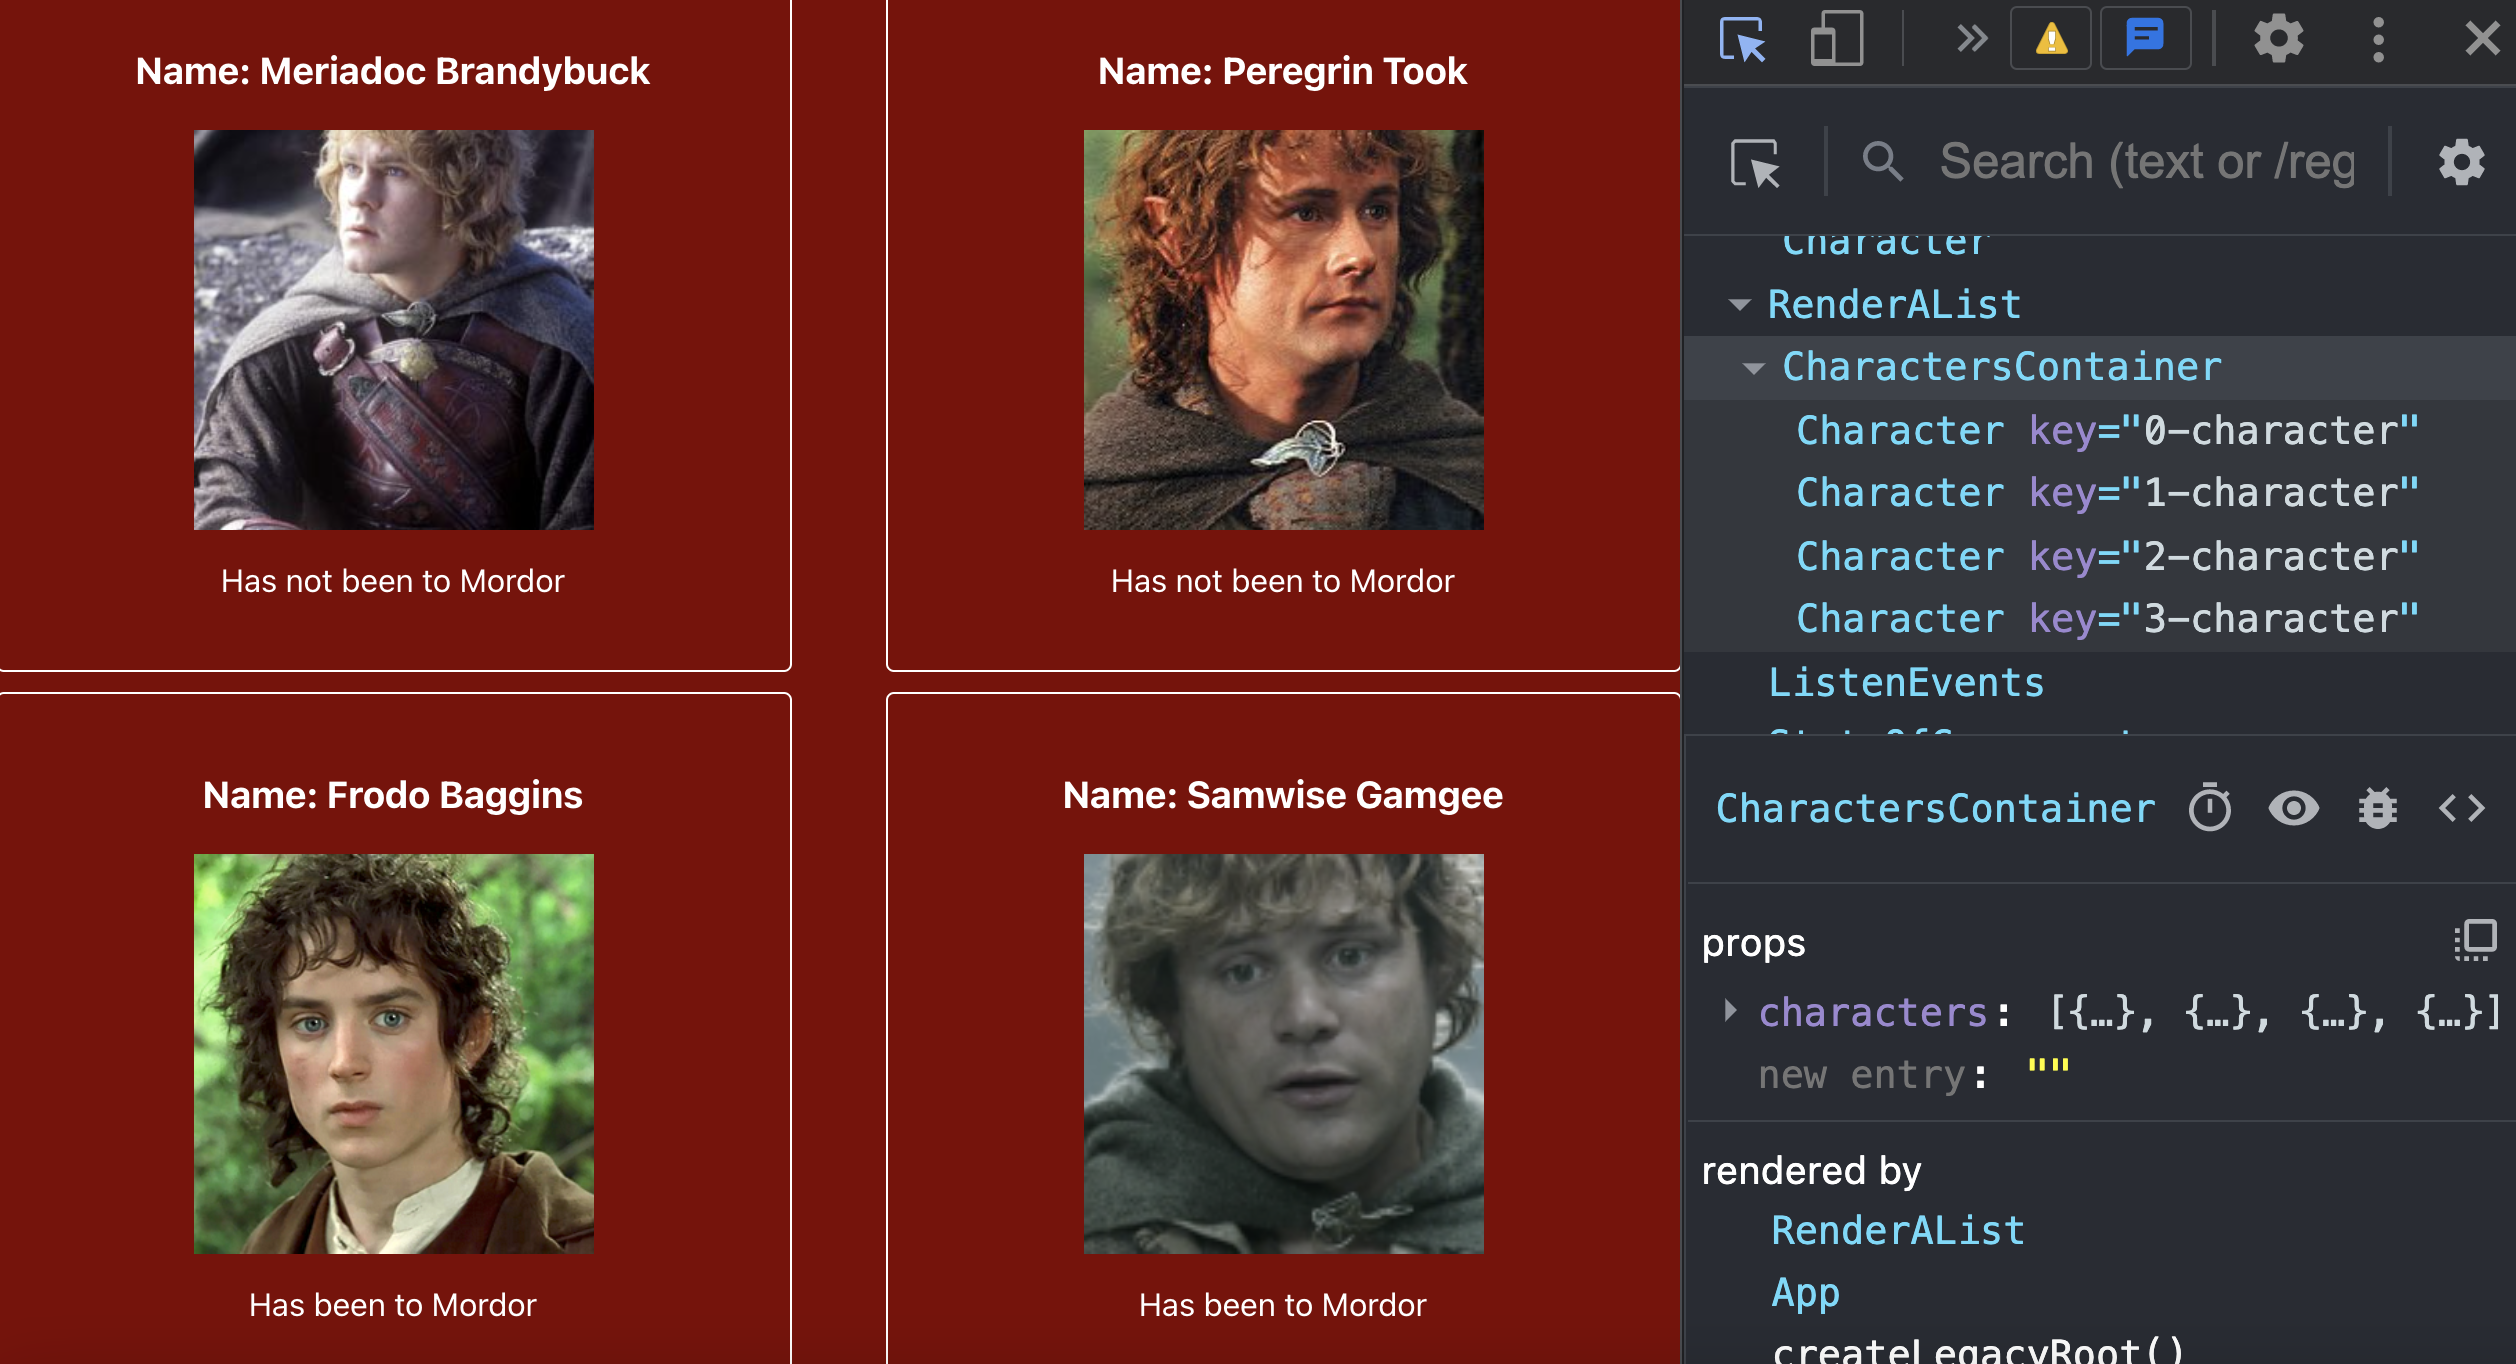 Name: Meriadoc Brandybuck
Has not been to Mordor
Name: Peregrin Took
Has not been to Mordor
Name: Frodo Baggins
Has been to Mordor
Name: Samwise Gamgee
Has been to Mordor
Search (text or /reg
Character
RenderAList
CharactersContainer
Character key="0-character"
Character key="1-character"
Character key="2-character"
Character key="3-character"
ListenEvents
CharactersContainer
props
characters: [{…}, {…}, {…}, {…}]
new entry: ""
rendered by
RenderAList
App
createLegacyRoot()